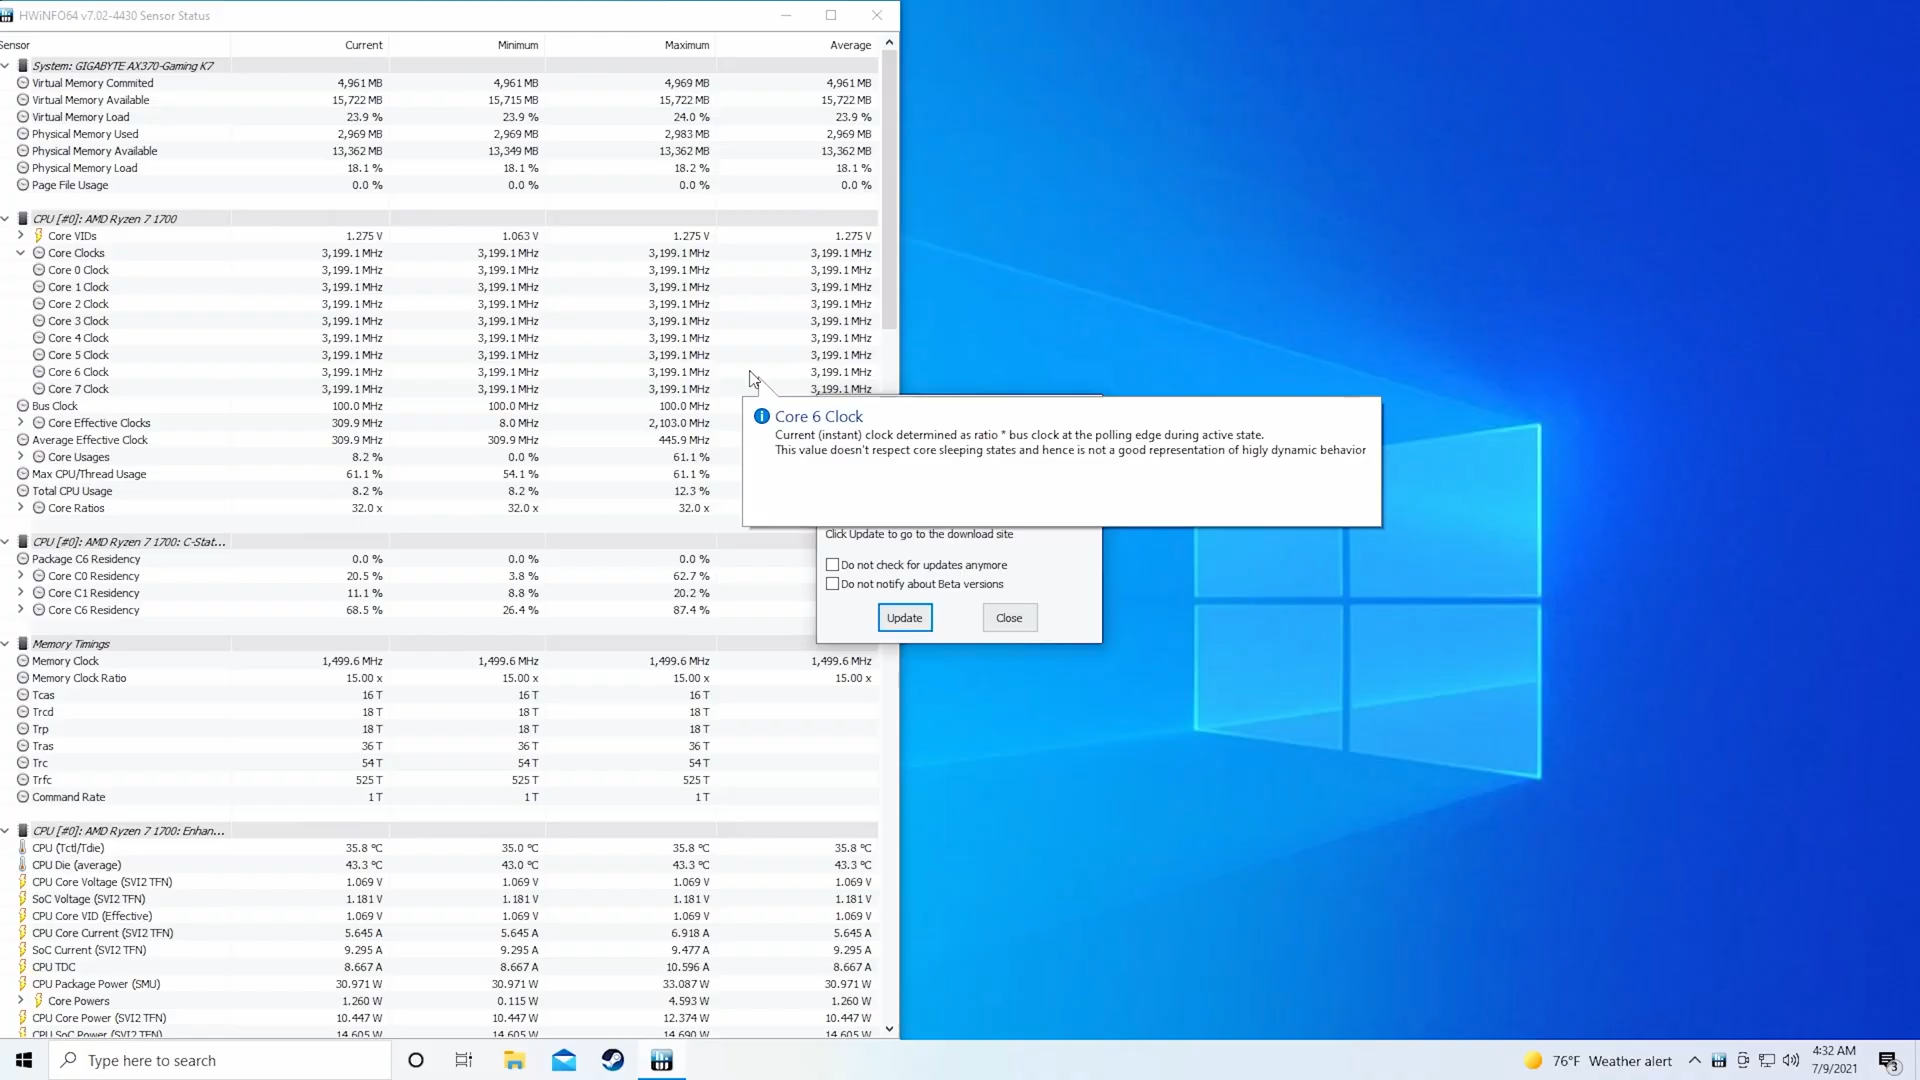 HWiNFO64 v7.02-4430 Sensor Status
Sensor Current Minimum Maximum Average
System: GIGABYTE AX370-Gaming K7
Virtual Memory Commited 4,961 MB 4,961 MB 4,969 MB 4,961 MB
Virtual Memory Available 15,722 MB 15,715 MB 15,722 MB 15,722 MB
Virtual Memory Load 23.9 % 23.9 % 24.0 % 23.9 %
Physical Memory Used 2,969 MB 2,969 MB 2,983 MB 2,969 MB
Physical Memory Available 13,362 MB 13,349 MB 13,362 MB 13,362 MB
Physical Memory Load 18.1 % 18.1 % 18.2 % 18.1 %
Page File Usage 0.0 % 0.0 % 0.0 % 0.0 %
CPU [#0]: AMD Ryzen 7 1700
Core VIDs 1.275 V 1.063 V 1.275 V 1.275 V
Core Clocks 3,199.1 MHz 3,199.1 MHz 3,199.1 MHz 3,199.1 MHz
Core 0 Clock 3,199.1 MHz 3,199.1 MHz 3,199.1 MHz 3,199.1 MHz
Core 1 Clock 3,199.1 MHz 3,199.1 MHz 3,199.1 MHz 3,199.1 MHz
Core 2 Clock 3,199.1 MHz 3,199.1 MHz 3,199.1 MHz 3,199.1 MHz
Core 3 Clock 3,199.1 MHz 3,199.1 MHz 3,199.1 MHz 3,199.1 MHz
Core 4 Clock 3,199.1 MHz 3,199.1 MHz 3,199.1 MHz 3,199.1 MHz
Core 5 Clock 3,199.1 MHz 3,199.1 MHz 3,199.1 MHz 3,199.1 MHz
Core 6 Clock 3,199.1 MHz 3,199.1 MHz 3,199.1 MHz 3,199.1 MHz
Core 7 Clock 3,199.1 MHz 3,199.1 MHz 3,199.1 MHz 3,199.1 MHz
Bus Clock 100.0 MHz 100.0 MHz 100.0 MHz
Core Effective Clocks 309.9 MHz 8.0 MHz 2,103.0 MHz
Average Effective Clock 309.9 MHz 309.9 MHz 445.9 MHz
Core Usages 8.2 % 0.0 % 61.1 %
Max CPU/Thread Usage 61.1 % 54.1 % 61.1 %
Total CPU Usage 8.2 % 8.2 % 12.3 %
Core Ratios 32.0 x 32.0 x 32.0 x
CPU [#0]: AMD Ryzen 7 1700: C-Stat...
Package C6 Residency 0.0 % 0.0 % 0.0 %
Core C0 Residency 20.5 % 3.8 % 62.7 %
Core C1 Residency 11.1 % 8.8 % 20.2 %
Core C6 Residency 68.5 % 26.4 % 87.4 %
Memory Timings
Memory Clock 1,499.6 MHz 1,499.6 MHz 1,499.6 MHz 1,499.6 MHz
Memory Clock Ratio 15.00 x 15.00 x 15.00 x 15.00 x
Tcas 16 T 16 T 16 T
Trcd 18 T 18 T 18 T
Trp 18 T 18 T 18 T
Tras 36 T 36 T 36 T
Trc 54 T 54 T 54 T
Trfc 525 T 525 T 525 T
Command Rate 1 T 1 T 1 T
CPU [#0]: AMD Ryzen 7 1700: Enhan...
CPU (Tctl/Tdie) 35.8 °C 35.0 °C 35.8 °C 35.8 °C
CPU Die (average) 43.3 °C 43.0 °C 43.3 °C 43.3 °C
CPU Core Voltage (SVI2 TFN) 1.069 V 1.069 V 1.069 V 1.069 V
SoC Voltage (SVI2 TFN) 1.181 V 1.181 V 1.181 V 1.181 V
CPU Core VID (Effective) 1.069 V 1.069 V 1.069 V 1.069 V
CPU Core Current (SVI2 TFN) 5.645 A 5.645 A 6.918 A 5.645 A
SoC Current (SVI2 TFN) 9.295 A 9.295 A 9.477 A 9.295 A
CPU TDC 8.667 A 8.667 A 10.596 A 8.667 A
CPU Package Power (SMU) 30.971 W 30.971 W 33.087 W 30.971 W
Core Powers 1.260 W 0.115 W 4.593 W 1.260 W
CPU Core Power (SVI2 TFN) 10.447 W 10.447 W 12.374 W 10.447 W
CPU SoC Power (SVI2 TFN) 14.605 W 14.605 W 14.690 W 14.605 W
Core 6 Clock
Current (instant) clock determined as ratio * bus clock at the polling edge during active state.
This value doesn't respect core sleeping states and hence is not a good representation of higly dynamic behavior
Click Update to go to the download site
Do not check for updates anymore
Do not notify about Beta versions
Update Close
Type here to search
76°F Weather alert
4:32 AM
7/9/2021
3